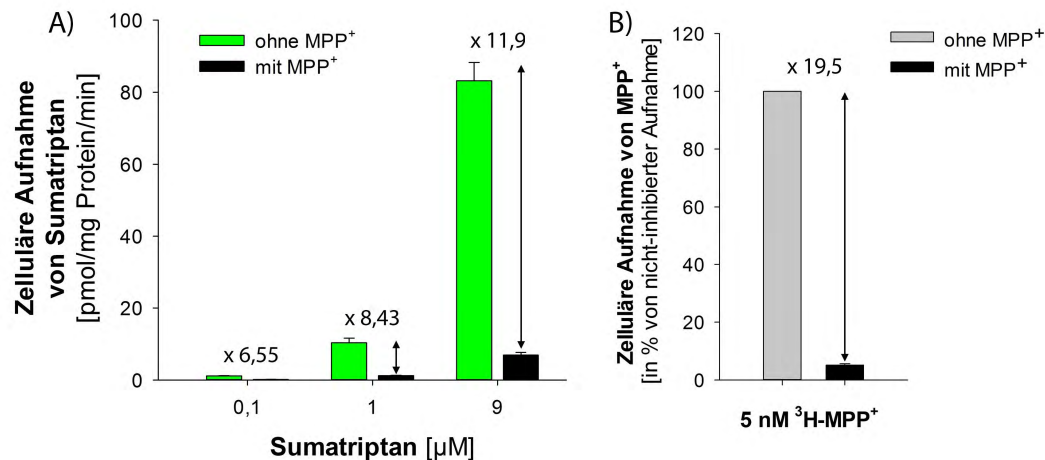 A)
Zelluläre Aufnahme
von Sumatriptan
[pmol/mg Protein/min]
100
80
60
40
20
0
ohne MPP⁺
mit MPP⁺
x 6,55
x 8,43
x 11,9
0,1
1
9
Sumatriptan [µM]
B)
Zelluläre Aufnahme von MPP⁺
[in % von nicht-inhibierter Aufnahme]
120
100
80
60
40
20
0
ohne MPP⁺
mit MPP⁺
x 19,5
5 nM ³H-MPP⁺